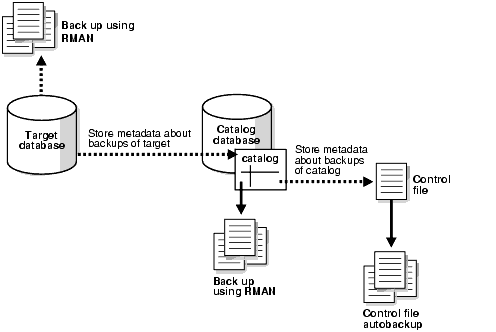 Back up using
RMAN
Target
database
Store metadata about
backups of target
Catalog
database
catalog
Store metadata
about backups
of catalog
Control
file
Back up
using RMAN
Control file
autobackup